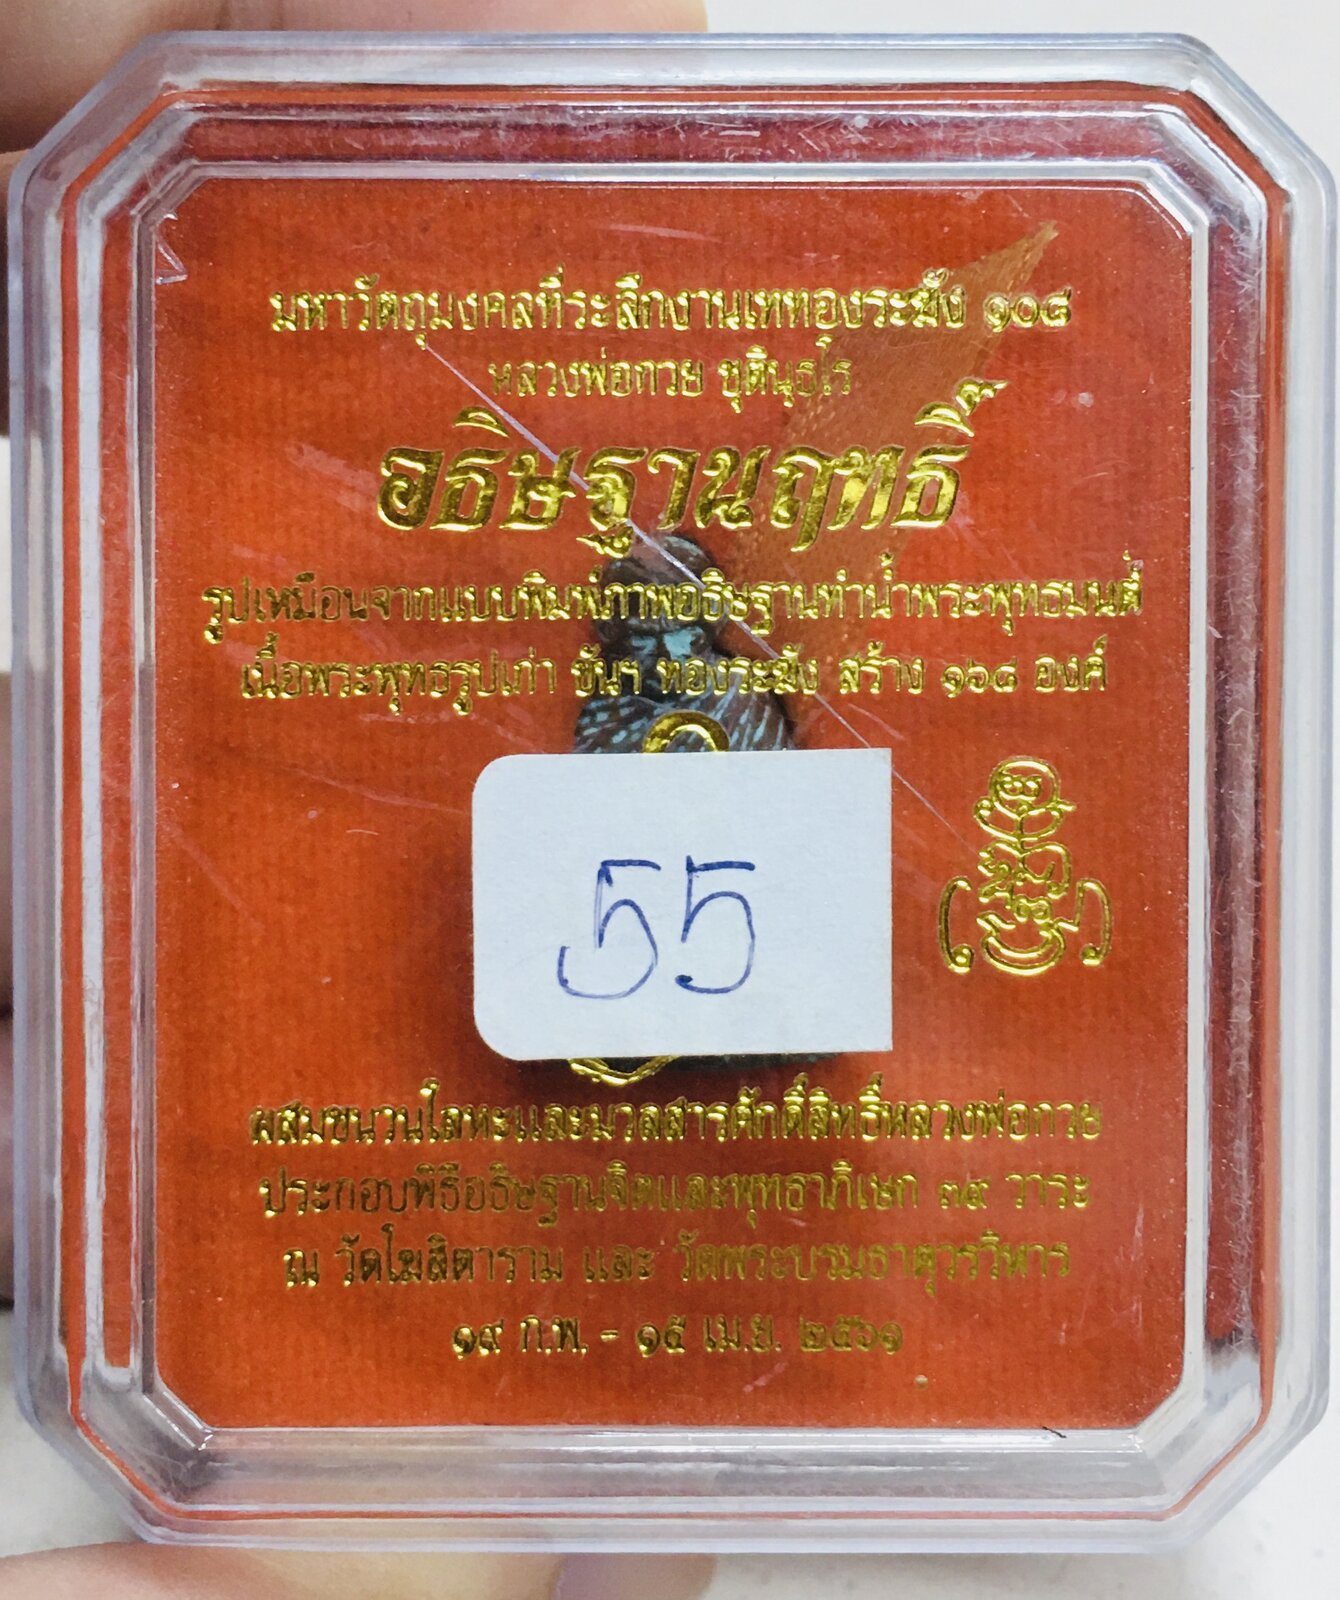 มหาวัตถุมงคลที่ระลึกงานเททองระฆัง ๑๐๘
หลวงพ่อกวย ชุตินฺธโร
อธิษฐานฤทธิ์
รูปเหมือนจากแบบพิมพ์ภาพอธิษฐานทำน้ำพระพุทธมนต์
เนื้อพระพุทธรูปเก่า ขันฯ ทองระฆัง สร้าง ๑๖๘ องค์
55
ผสมชนวนโลหะและมวลสารศักดิ์สิทธิ์หลวงพ่อกวย
ประกอบพิธีอธิษฐานจิตและพุทธาภิเษก ๓๙ วาระ
ณ วัดโฆสิตาราม และ วัดพระบรมธาตุวรวิหาร
๑๙ ก.พ. - ๑๕ เม.ย. ๒๕๖๑